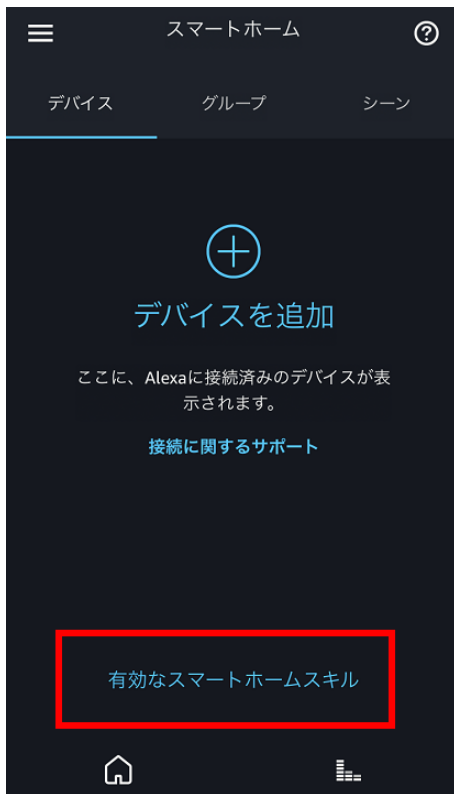 スマートホーム
デバイス グループ シーン
デバイスを追加
ここに、Alexaに接続済みのデバイスが表
示されます。
接続に関するサポート
有効なスマートホームスキル